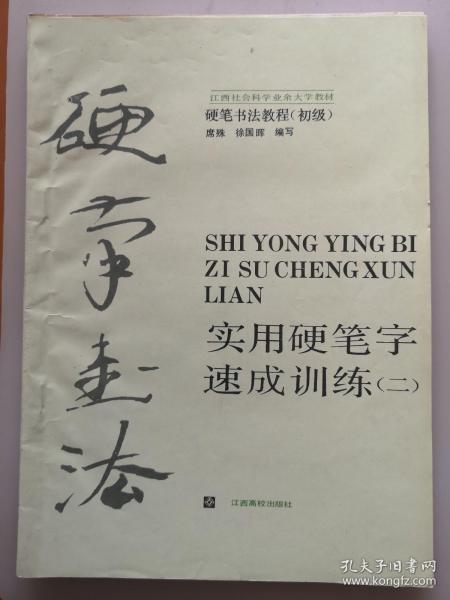 硬笔书法
江西社会科学业余大学教材
硬笔书法教程(初级)
席殊 徐国晖 编写
SHI YONG YING BI
ZI SU CHENG XUN
LIAN
实用硬笔字
速成训练(二)
江西高校出版社
孔夫子旧书网
www.kongfz.com